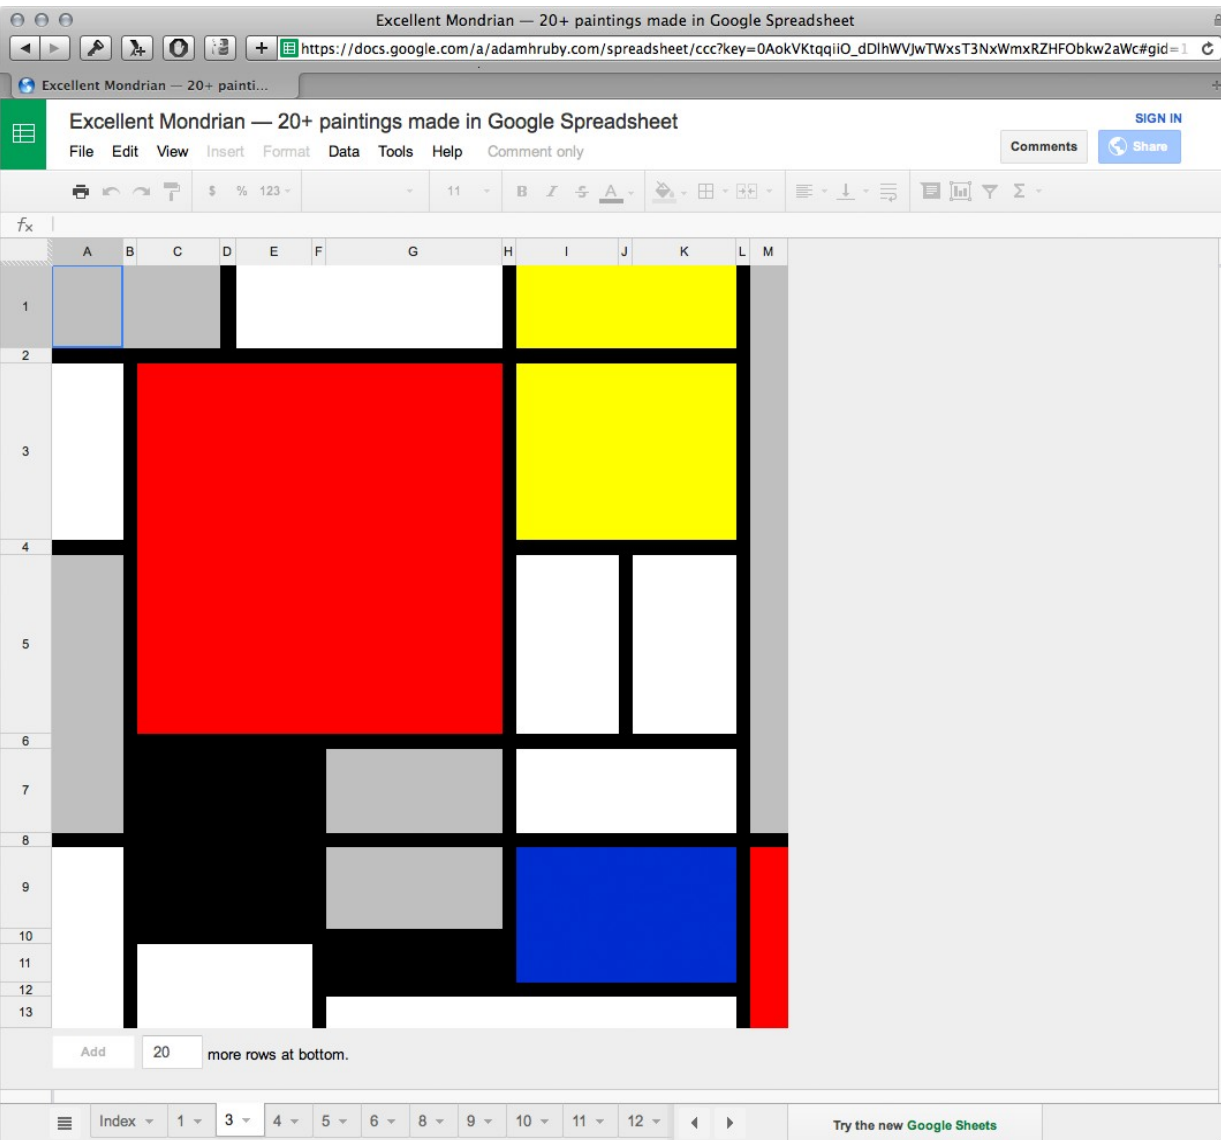 Excellent Mondrian — 20+ paintings made in Google Spreadsheet
https://docs.google.com/a/adamhruby.com/spreadsheet/ccc?key=0AokVKtqqiiO_dDlhWVJwTWxsT3NxWmxRZHFObkw2aWc#gid=1
Excellent Mondrian — 20+ painti...
Excellent Mondrian — 20+ paintings made in Google Spreadsheet
SIGN IN
File Edit View Insert Format Data Tools Help Comment only
Comments Share
$ % 123 11 B I S A Σ
fx
A B C D E F G H I J K L M
1
2
3
4
5
6
7
8
9
10
11
12
13
Add 20 more rows at bottom.
Index 1 3 4 5 6 8 9 10 11 12
Try the new Google Sheets